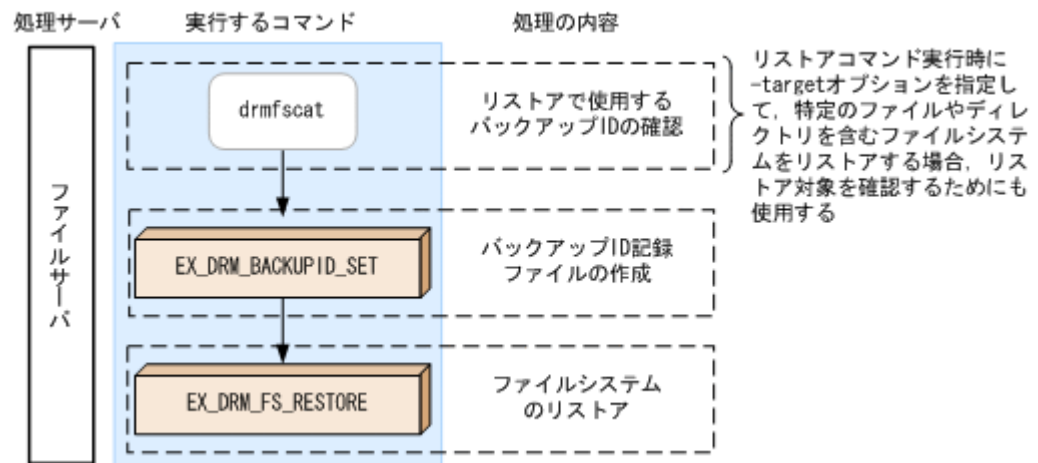 処理サーバ
実行するコマンド
処理の内容
ファイルサーバ
drmfscat
リストアで使用する
バックアップIDの確認
リストアコマンド実行時に
-targetオプションを指定し
て，特定のファイルやディレ
クトリを含むファイルシステ
ムをリストアする場合，リス
トア対象を確認するためにも
使用する
EX_DRM_BACKUPID_SET
バックアップID記録
ファイルの作成
EX_DRM_FS_RESTORE
ファイルシステム
のリストア